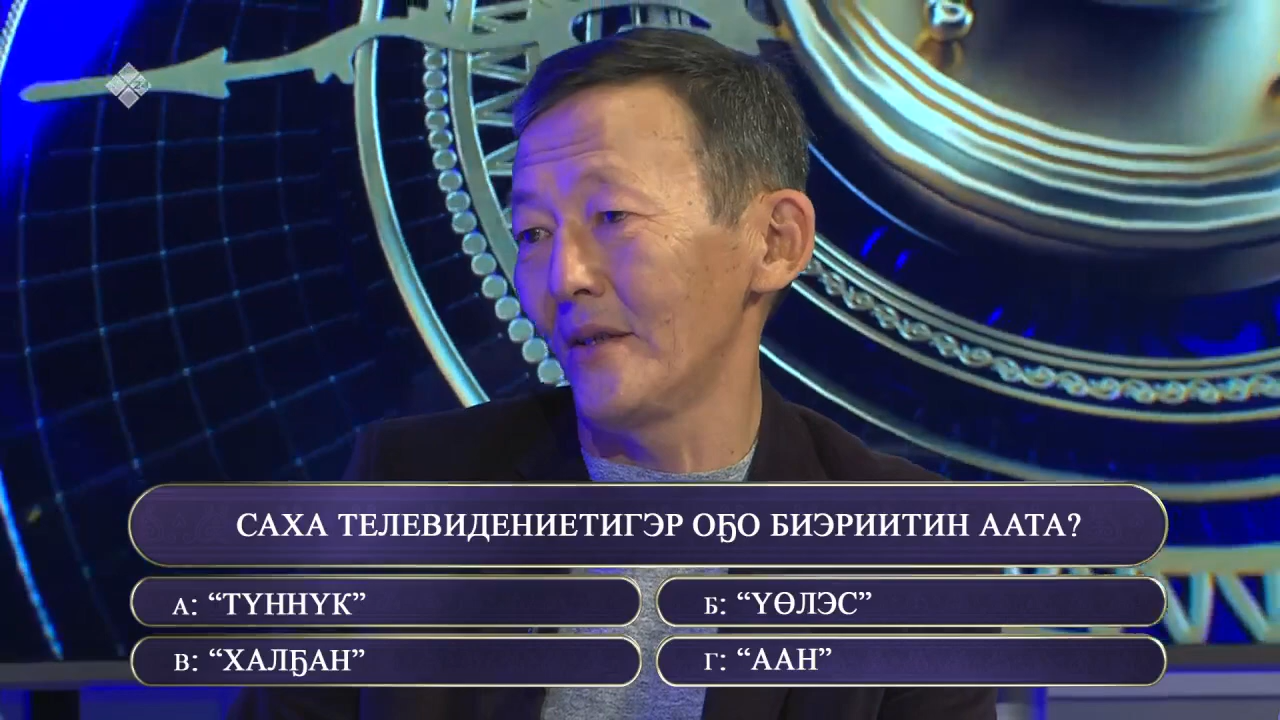 САХА ТЕЛЕВИДЕНИЕТИГЭР ОҔО БИЭРИИТИН ААТА?
А: “ТҮННҮК”
Б: “ҮӨЛЭС”
В: “ХАЛҔАН”
Г: “ААН”